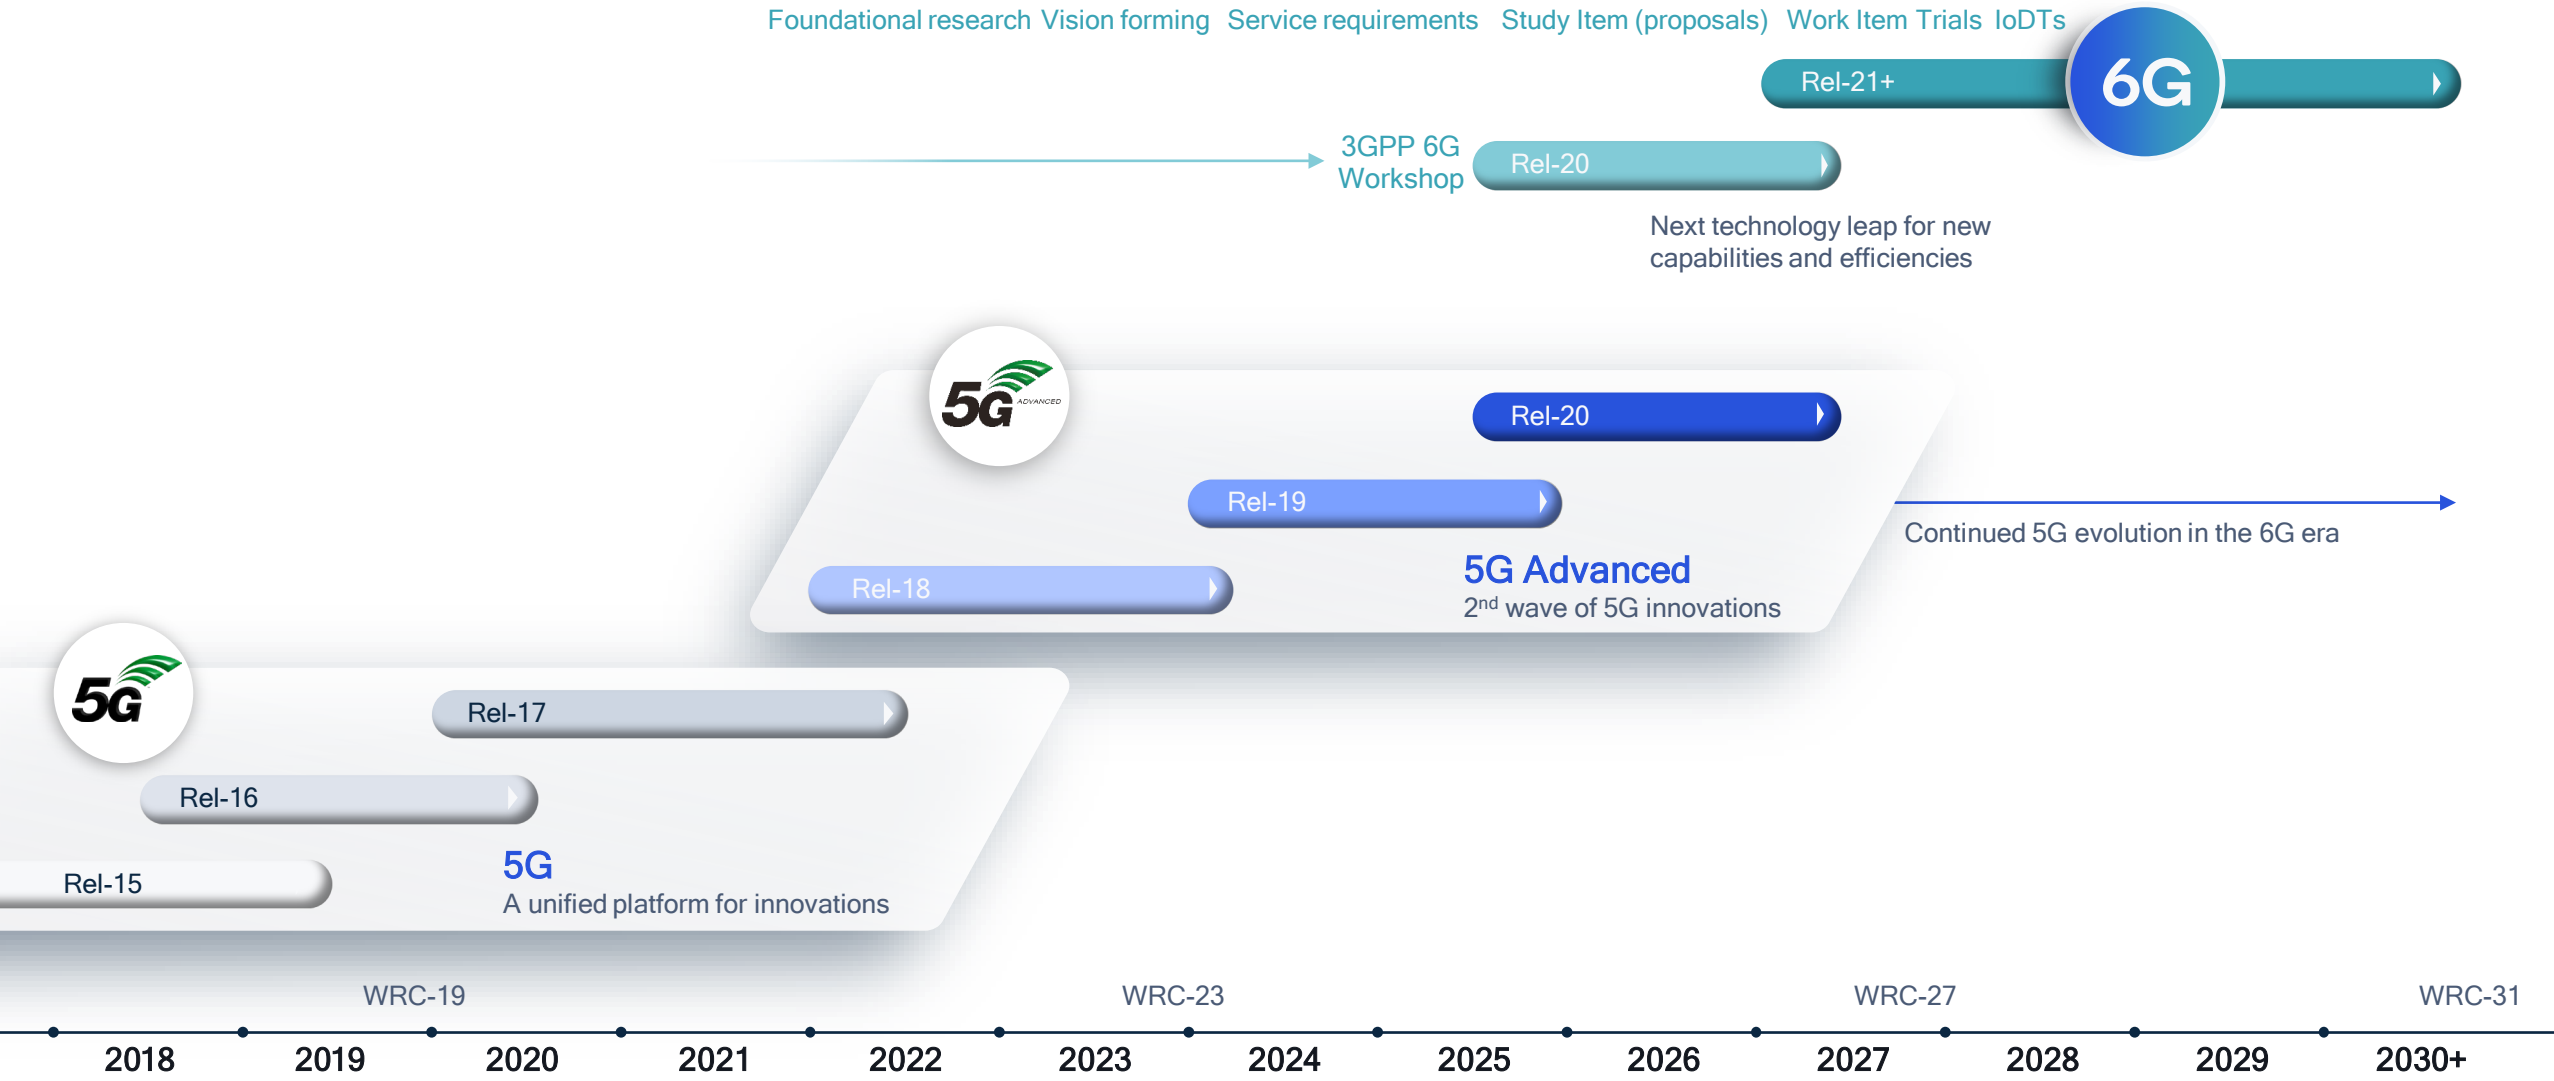 Foundational research Vision forming Service requirements Study Item (proposals) Work Item Trials IoDTs
Rel-21+
6G
3GPP 6G
Workshop
Rel-20
Next technology leap for new
capabilities and efficiencies
5G ADVANCED
Rel-20
Rel-19
Continued 5G evolution in the 6G era
5G Advanced
2nd wave of 5G innovations
Rel-18
5G
Rel-17
Rel-16
5G
A unified platform for innovations
Rel-15
WRC-19 WRC-23 WRC-27 WRC-31
2018 2019 2020 2021 2022 2023 2024 2025 2026 2027 2028 2029 2030+